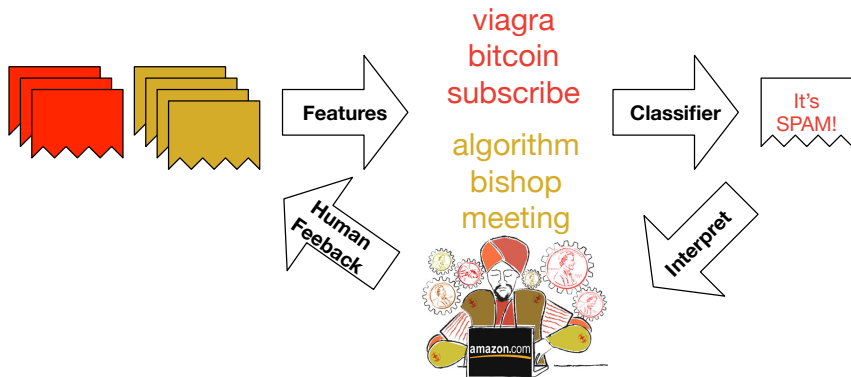 viagra
bitcoin
subscribe
Features
Classifier
It's
SPAM!
algorithm
bishop
meeting
Human
Feeback
Interpret
amazon.com